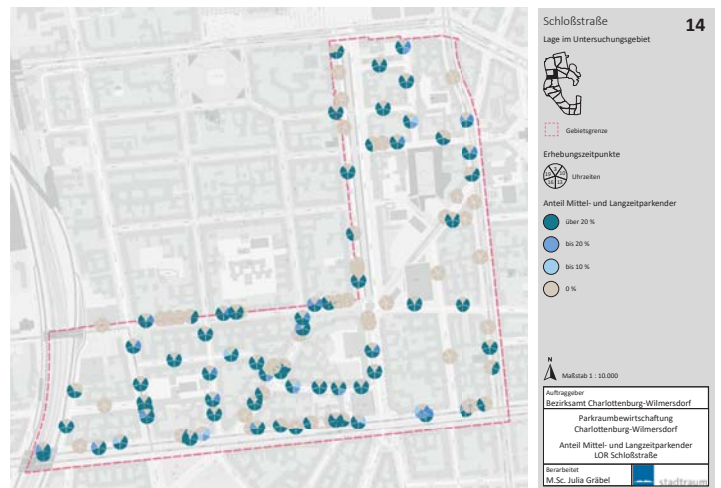 Schloßstraße
14
Lage im Untersuchungsgebiet
Gebietsgrenze
Erhebungszeitpunkte
Uhrzeiten
Anteil Mittel- und Langzeitparkender
über 20 %
bis 20 %
bis 10 %
0 %
N
Maßstab 1 : 10.000
Auftraggeber
Bezirksamt Charlottenburg-Wilmersdorf
Parkraumbewirtschaftung
Charlottenburg-Wilmersdorf
Anteil Mittel- und Langzeitparkender
LOR Schloßstraße
Berarbeitet
M.Sc. Julia Gräbel
stadtraum